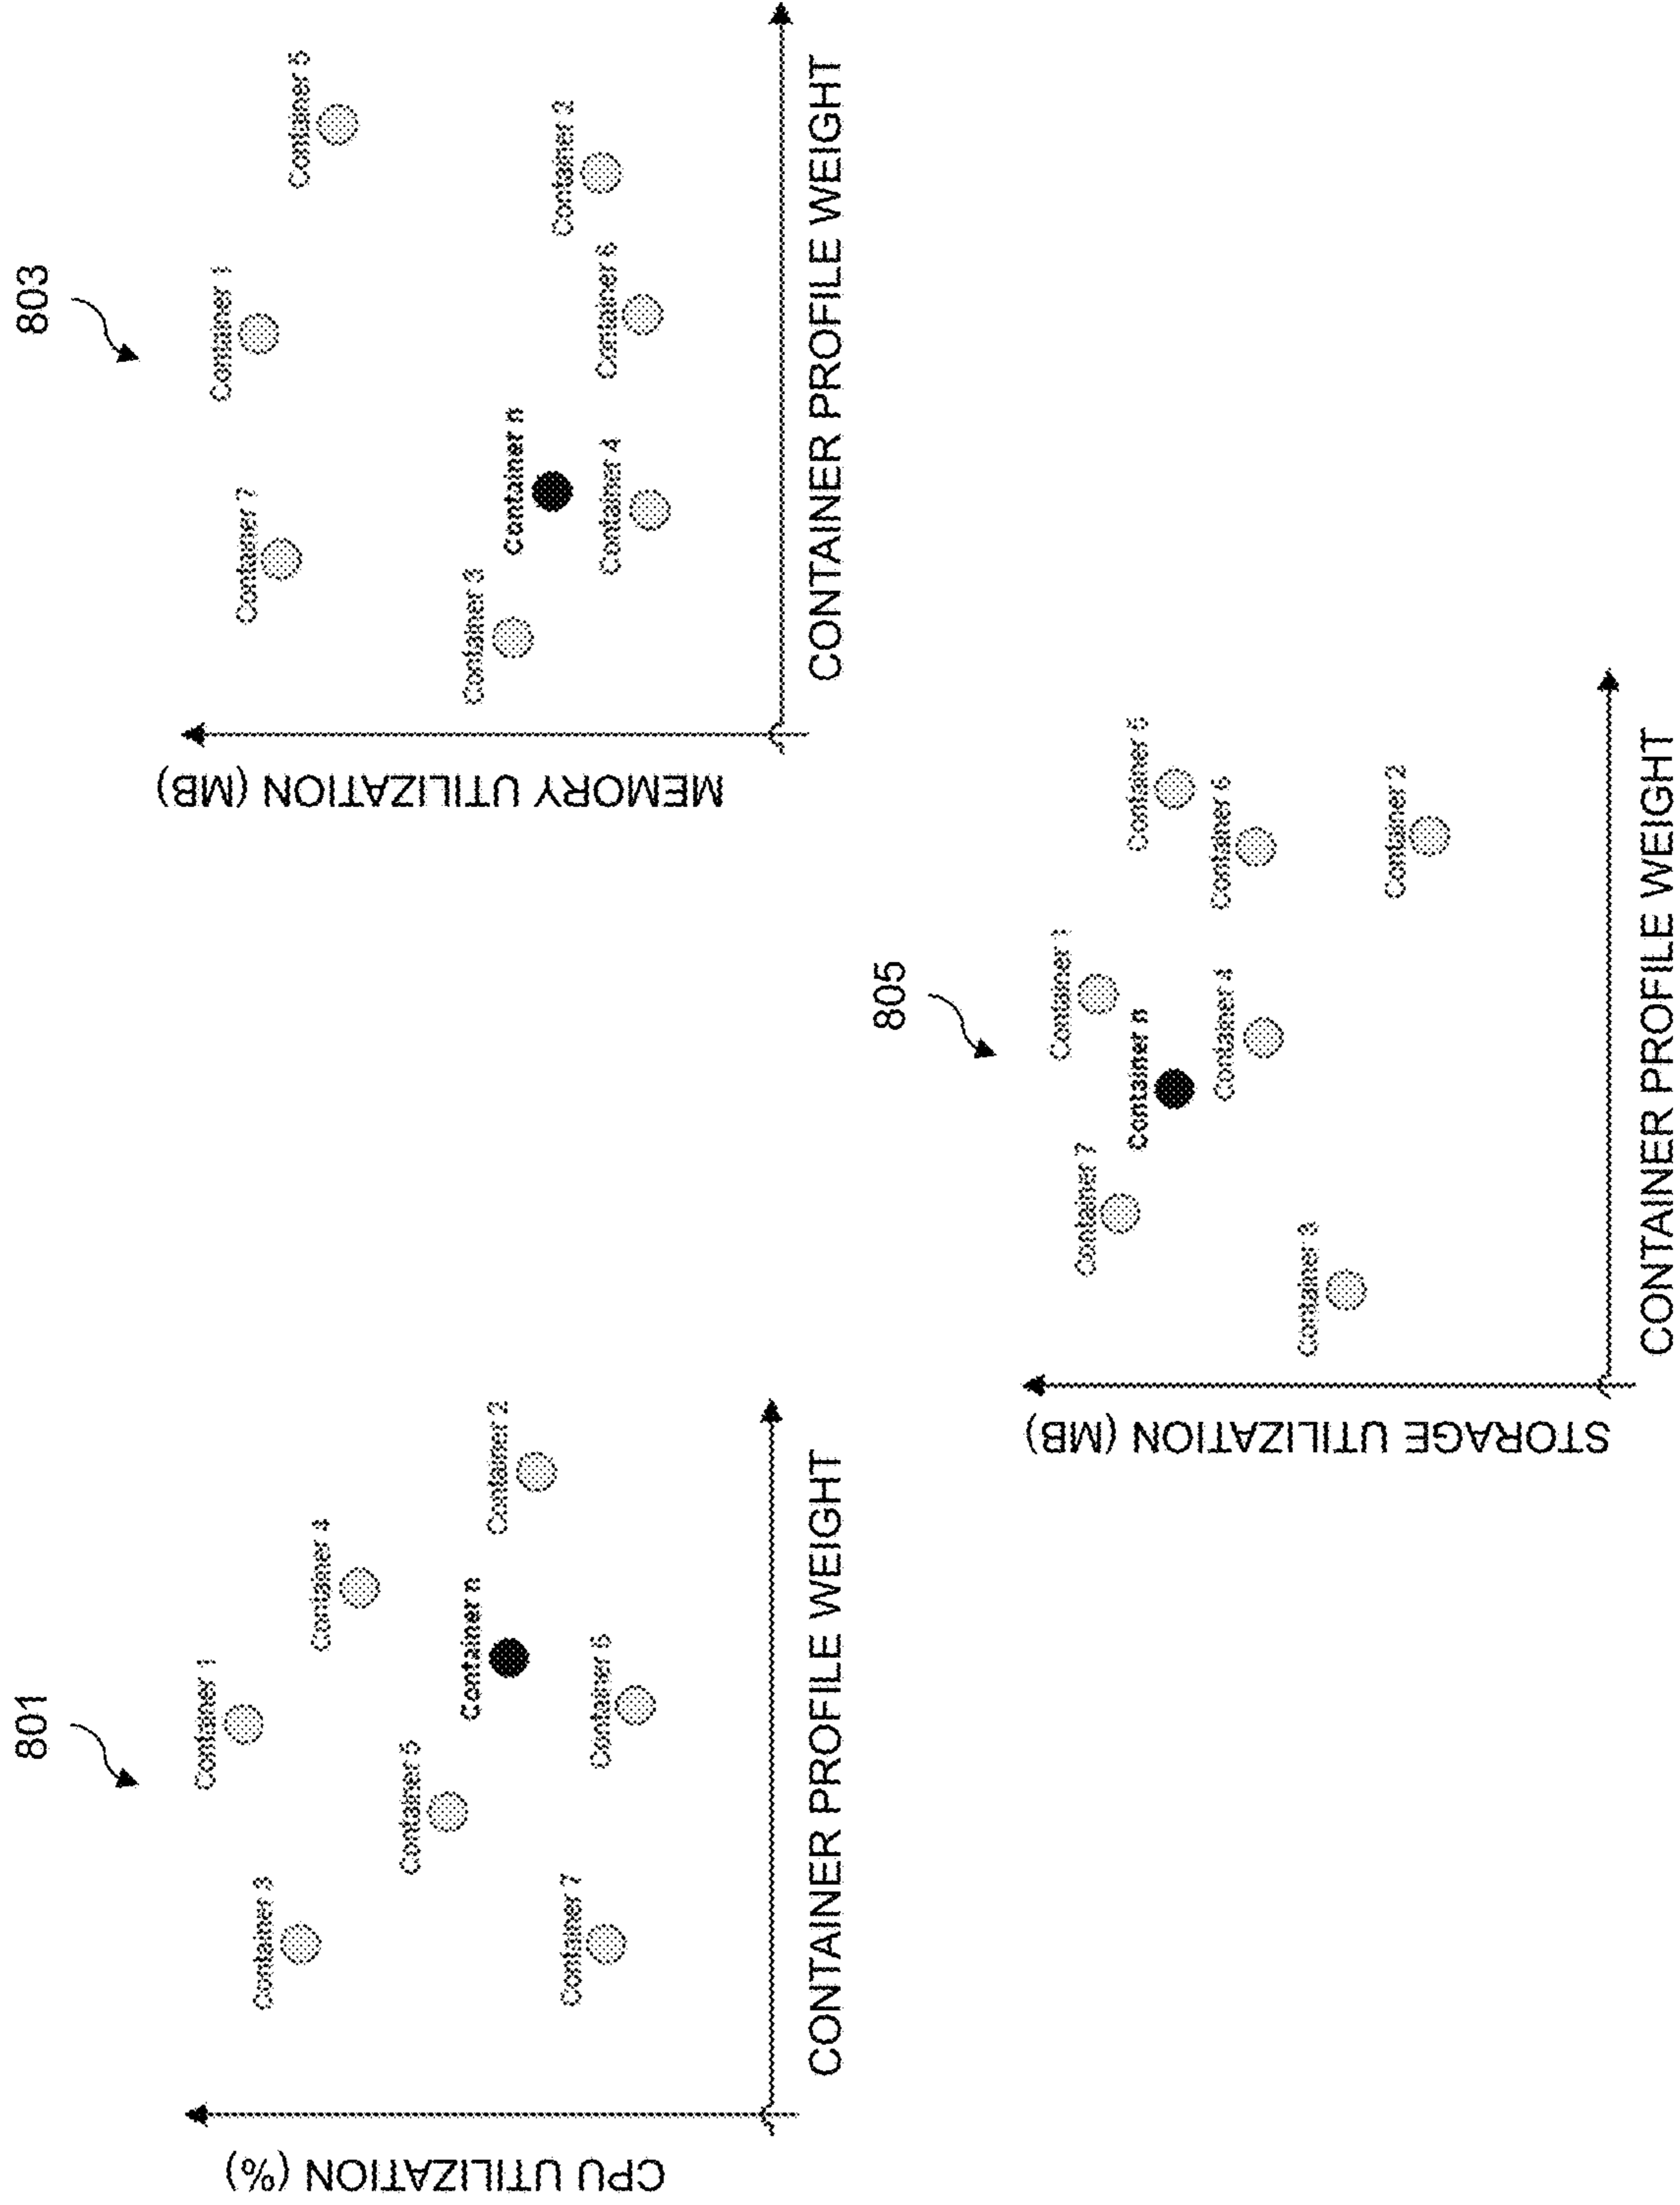 801
CPU UTILIZATION (%)
Container 1
Container 3
Container 4
Container 5
Container n
Container 2
Container 7
Container 6
CONTAINER PROFILE WEIGHT
803
MEMORY UTILIZATION (MB)
Container 1
Container 7
Container 5
Container 3
Container n
Container 2
Container 6
Container 4
CONTAINER PROFILE WEIGHT
805
STORAGE UTILIZATION (MB)
Container 1
Container 7
Container n
Container 5
Container 6
Container 4
Container 3
Container 2
CONTAINER PROFILE WEIGHT